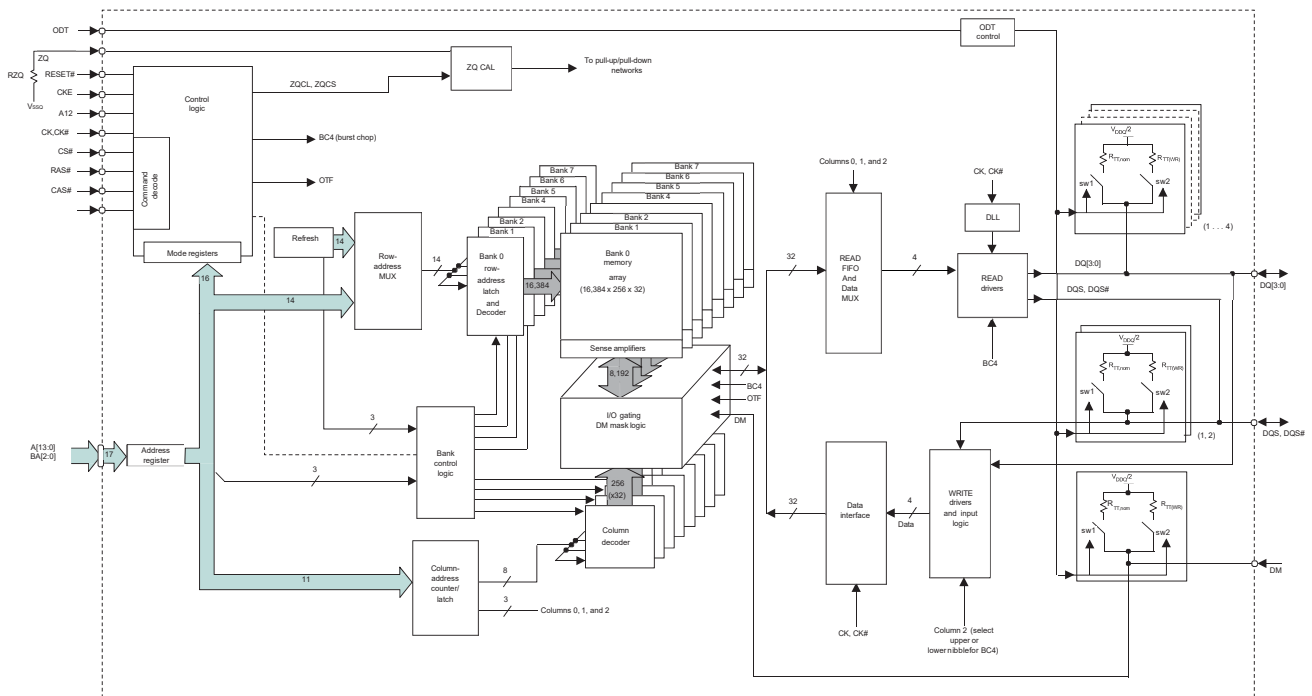 ODT
ODT
control
ZQ
RZQ
VSSQ
RESET#
CKE
A12
CK,CK#
CS#
RAS#
CAS#
Control
logic
Command
decode
Mode registers
ZQCL, ZQCS
ZQ CAL
To pull-up/pull-down
networks
BC4 (burst chop)
OTF
Refresh
14
16
14
Row-
address
MUX
14
Bank 7
Bank 6
Bank 5
Bank 4
Bank 2
Bank 1
Bank 0
row-
address
latch
and
Decoder
16,384
Bank 7
Bank 6
Bank 5
Bank 4
Bank 2
Bank 1
Bank 0
memory
array
(16,384 x 256 x 32)
Sense amplifiers
8,192
I/O gating
DM mask logic
32
BC4
OTF
DM
256
(x32)
Column
decoder
A[13:0]
BA[2:0]
17
Address
register
3
3
Bank
control
logic
11
Column-
address
counter/
latch
8
3
Columns 0, 1, and 2
Columns 0, 1, and 2
32
READ
FIFO
And
Data
MUX
4
CK, CK#
DLL
READ
drivers
BC4
DQ[3:0]
DQS, DQS#
32
Data
interface
CK, CK#
4
Data
WRITE
drivers
and input
logic
Column 2 (select
upper or
lower nibblefor BC4)
VDDQ/2
RTT,nom
RTT(WR)
sw1
sw2
(1 . . . 4)
DQ[3:0]
VDDQ/2
RTT,nom
RTT(WR)
sw1
sw2
(1, 2)
DQS, DQS#
VDDQ/2
RTT,nom
RTT(WR)
sw1
sw2
DM